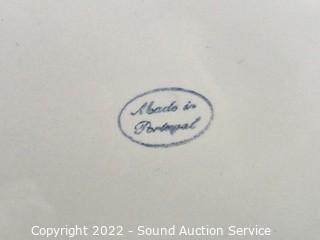 Made in
Portugal
Copyright 2022 - Sound Auction Service